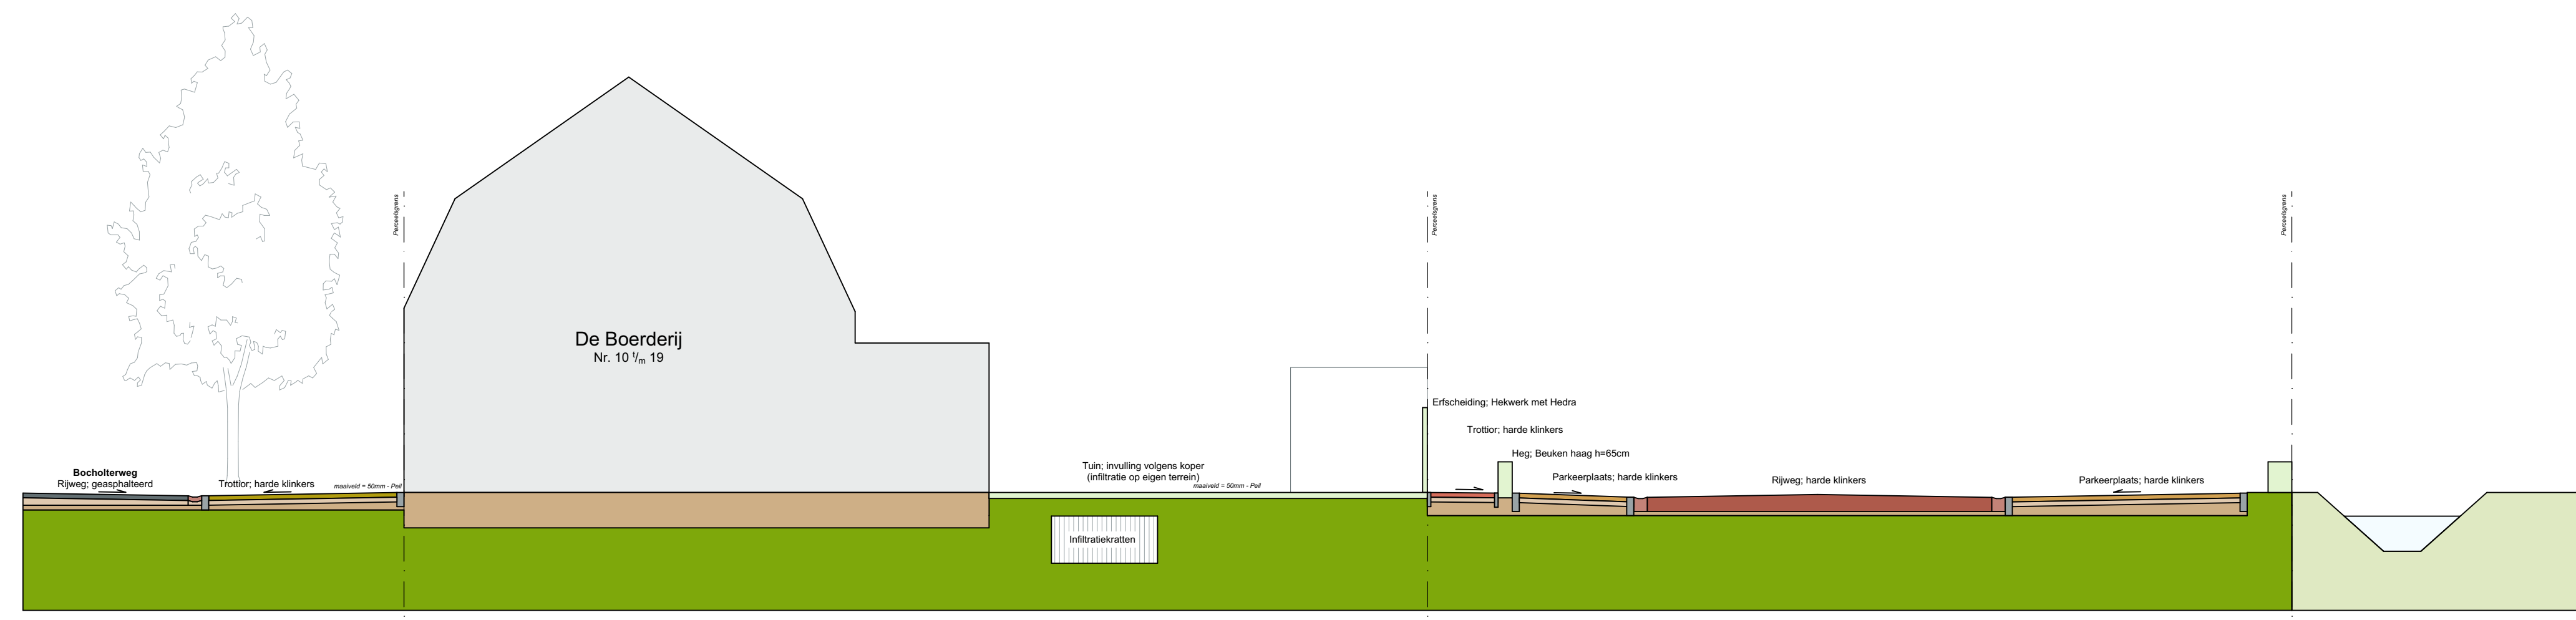 Perceelsgrens
Perceelsgrens
Perceelsgrens
De Boerderij
Nr. 10 t/m 19
Erfscheiding; Hekwerk met Hedra
Trottior; harde klinkers
Heg; Beuken haag h=65cm
Bocholterweg
Rijweg; geasphalteerd
Trottior; harde klinkers
maaiveld = 50mm - Peil
Tuin; invulling volgens koper
(infiltratie op eigen terrein)
maaiveld = 50mm - Peil
Parkeerplaats; harde klinkers
Rijweg; harde klinkers
Parkeerplaats; harde klinkers
Infiltratiekratten